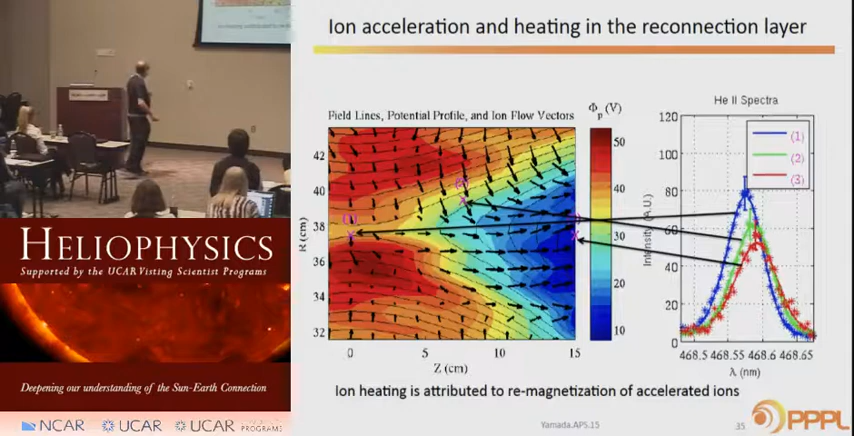 Ion acceleration and heating in the reconnection layer
Field Lines, Potential Profile, and Ion Flow Vectors
Φp (V)
He II Spectra
R (cm)
42
40
38
36
34
32
0
5
10
15
Z (cm)
50
40
30
20
10
Intensity (A.U.)
120
100
80
60
40
20
0
(1)
(2)
(3)
468.5 468.55 468.6 468.65
λ (nm)
Ion heating is attributed to re-magnetization of accelerated ions
Yamada.APS.15
35
PPPL
HELIOPHYSICS
Supported by the UCAR Visting Scientist Programs
Deepening our understanding of the Sun-Earth Connection
NCAR
UCAR
UCAR PROGRAMS